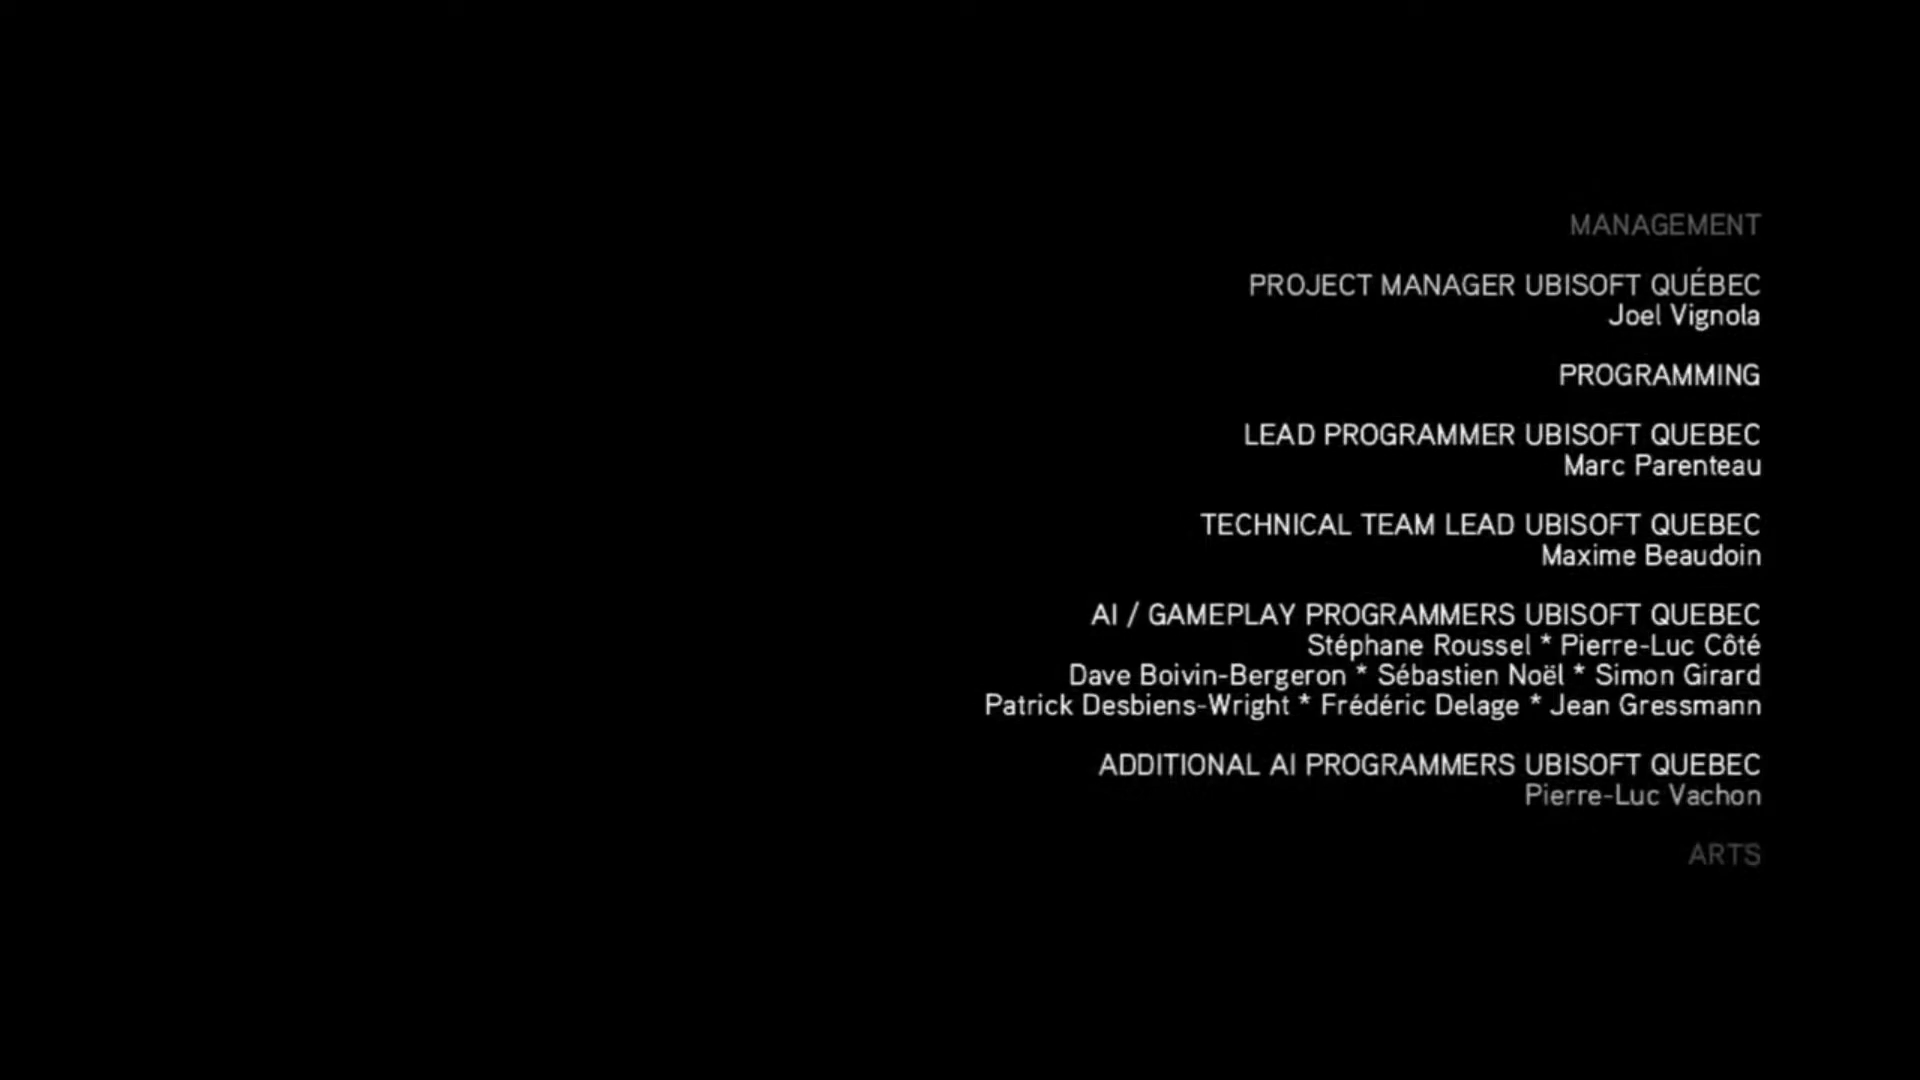 MANAGEMENT
PROJECT MANAGER UBISOFT QUÉBEC
Joel Vignola
PROGRAMMING
LEAD PROGRAMMER UBISOFT QUEBEC
Marc Parenteau
TECHNICAL TEAM LEAD UBISOFT QUEBEC
Maxime Beaudoin
AI / GAMEPLAY PROGRAMMERS UBISOFT QUEBEC
Stéphane Roussel * Pierre-Luc Côté
Dave Boivin-Bergeron * Sébastien Noël * Simon Girard
Patrick Desbiens-Wright * Frédéric Delage * Jean Gressmann
ADDITIONAL AI PROGRAMMERS UBISOFT QUEBEC
Pierre-Luc Vachon
ARTS